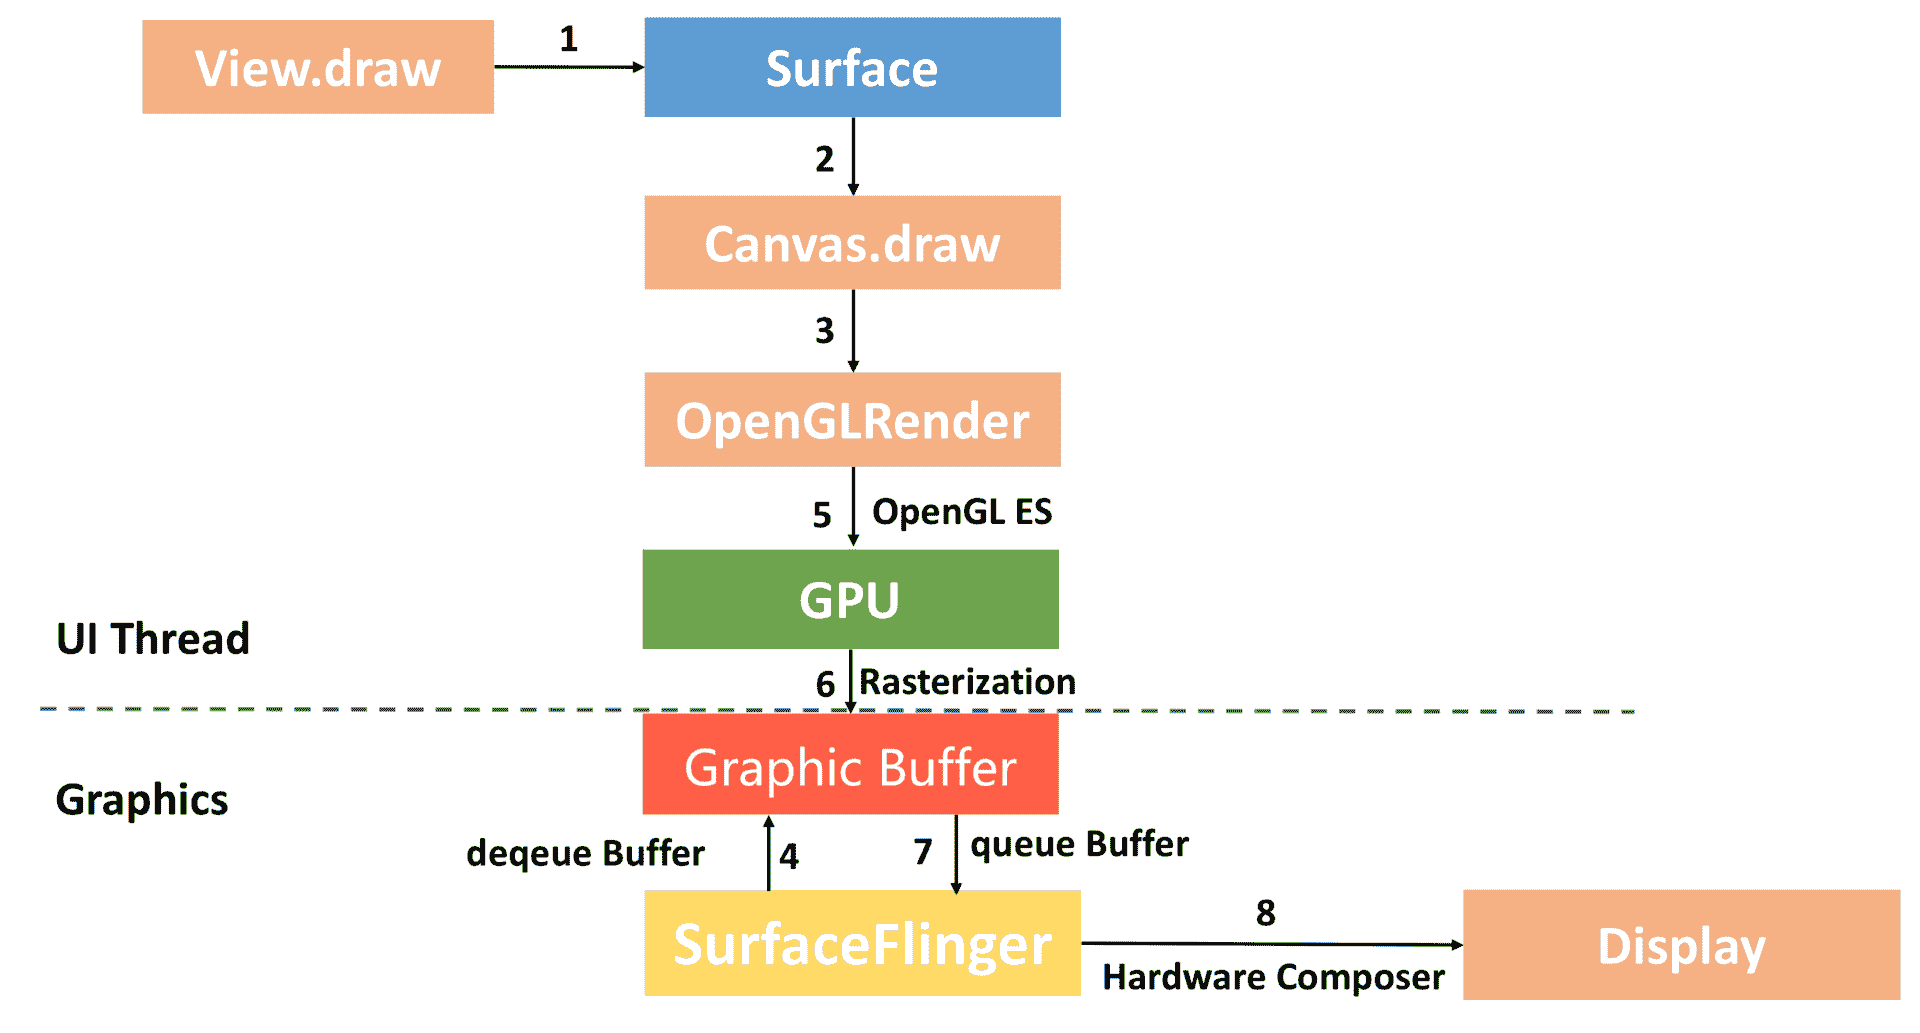 View.draw
1
Surface
2
Canvas.draw
3
OpenGLRender
5
OpenGL ES
GPU
UI Thread
6
Rasterization
Graphic Buffer
Graphics
deqeue Buffer
4
7
queue Buffer
SurfaceFlinger
8
Hardware Composer
Display